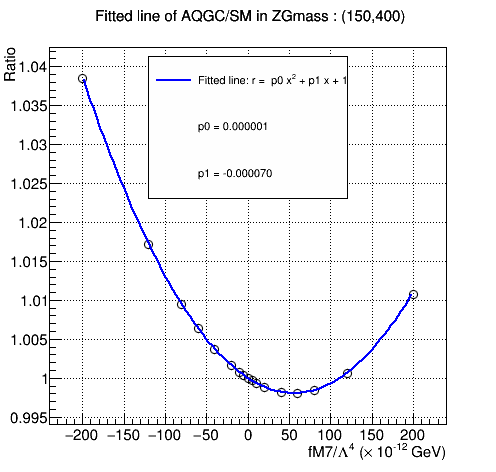 Fitted line of AQGC/SM in ZGmass : (150,400)
Ratio
Fitted line: r = p0 x² + p1 x + 1
p0 = 0.000001
p1 = -0.000070
1.04
1.035
1.03
1.025
1.02
1.015
1.01
1.005
1
0.995
−200 −150 −100 −50 0 50 100 150 200
fM7/Λ⁴ (× 10⁻¹² GeV)